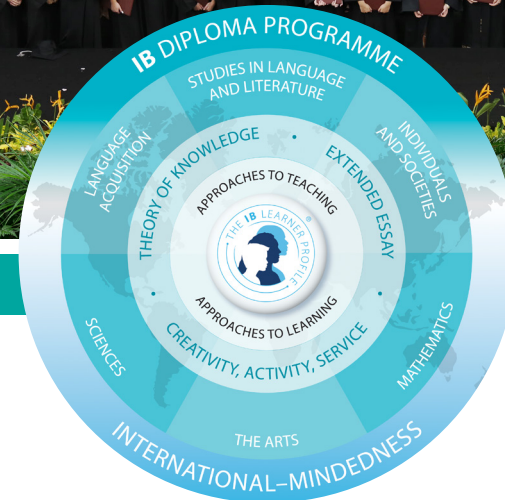 IB DIPLOMA PROGRAMME
STUDIES IN LANGUAGE
AND LITERATURE
LANGUAGE
ACQUISITION
INDIVIDUALS
AND SOCIETIES
THEORY OF KNOWLEDGE
EXTENDED ESSAY
APPROACHES TO TEACHING
THE IB LEARNER PROFILE
®
APPROACHES TO LEARNING
CREATIVITY, ACTIVITY, SERVICE
SCIENCES
MATHEMATICS
THE ARTS
INTERNATIONAL–MINDEDNESS